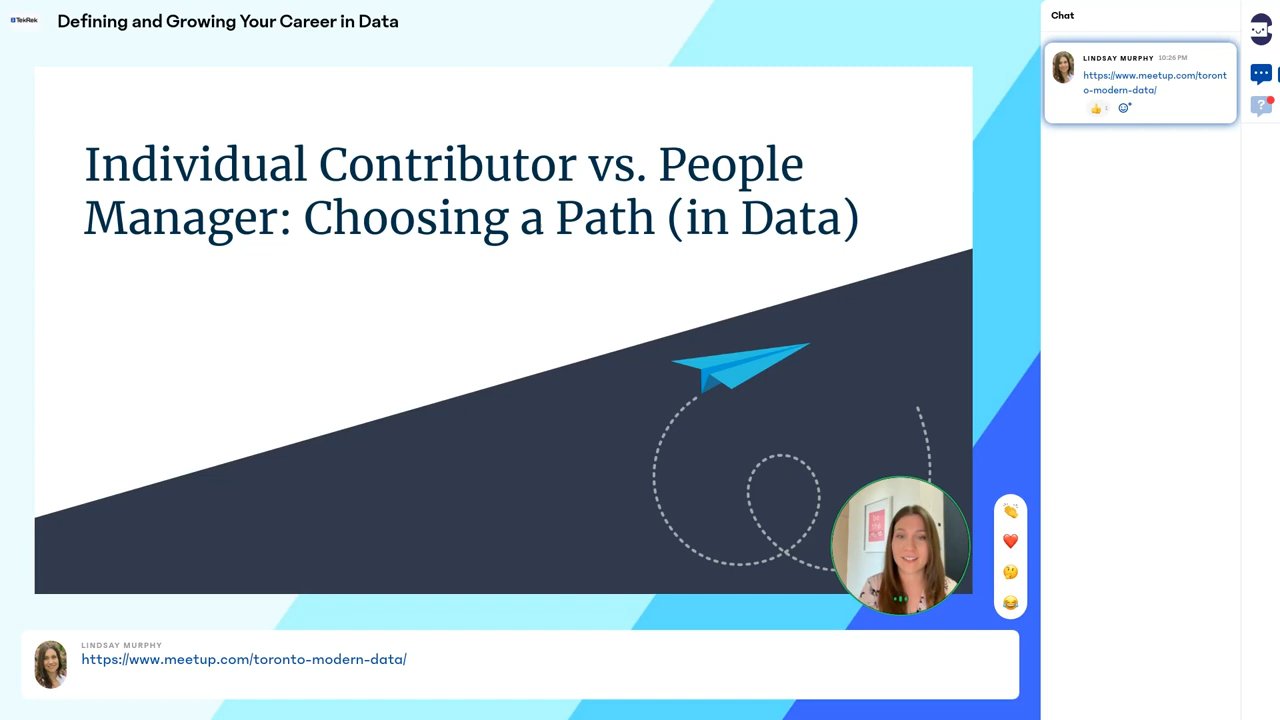 TekRek
Defining and Growing Your Career in Data
Chat
LINDSAY MURPHY 10:26 PM
https://www.meetup.com/toront
o-modern-data/
Individual Contributor vs. People
Manager: Choosing a Path (in Data)
LINDSAY MURPHY
https://www.meetup.com/toronto-modern-data/